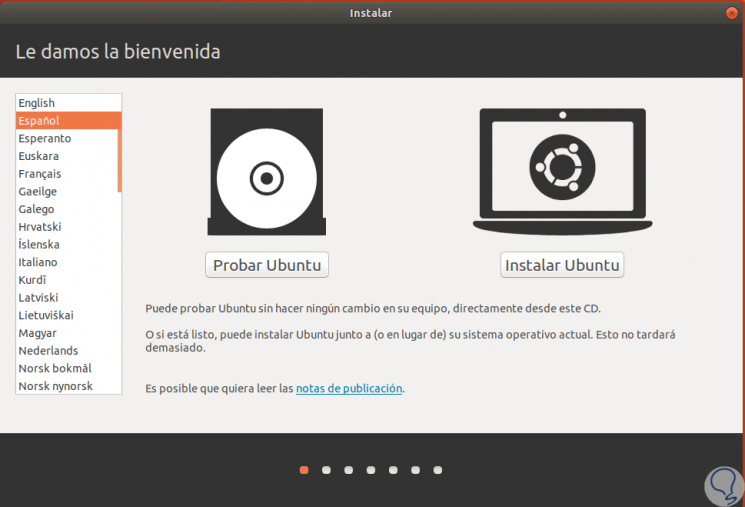 Instalar
Le damos la bienvenida
English
Español
Esperanto
Euskara
Français
Gaeilge
Galego
Hrvatski
Íslenska
Italiano
Kurdî
Latviski
Lietuviškai
Magyar
Nederlands
Norsk bokmål
Norsk nynorsk
Probar Ubuntu
Instalar Ubuntu
Puede probar Ubuntu sin hacer ningún cambio en su equipo, directamente desde este CD.
O si está listo, puede instalar Ubuntu junto a (o en lugar de) su sistema operativo actual. Esto no tardará
demasiado.
Es posible que quiera leer las notas de publicación.